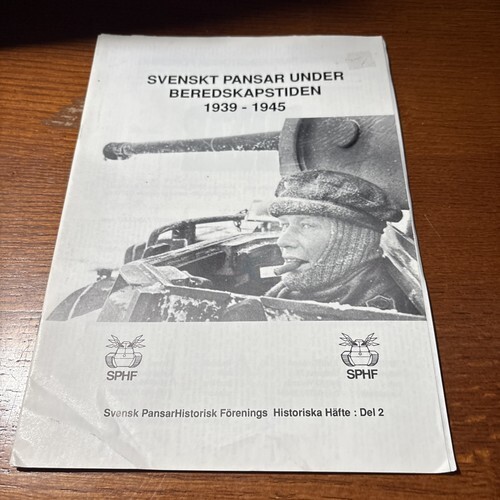 SVENSKT PANSAR UNDER
BEREDSKAPSTIDEN
1939 - 1945
SPHF
SPHF
Svensk PansarHistorisk Förenings Historiska Häfte : Del 2